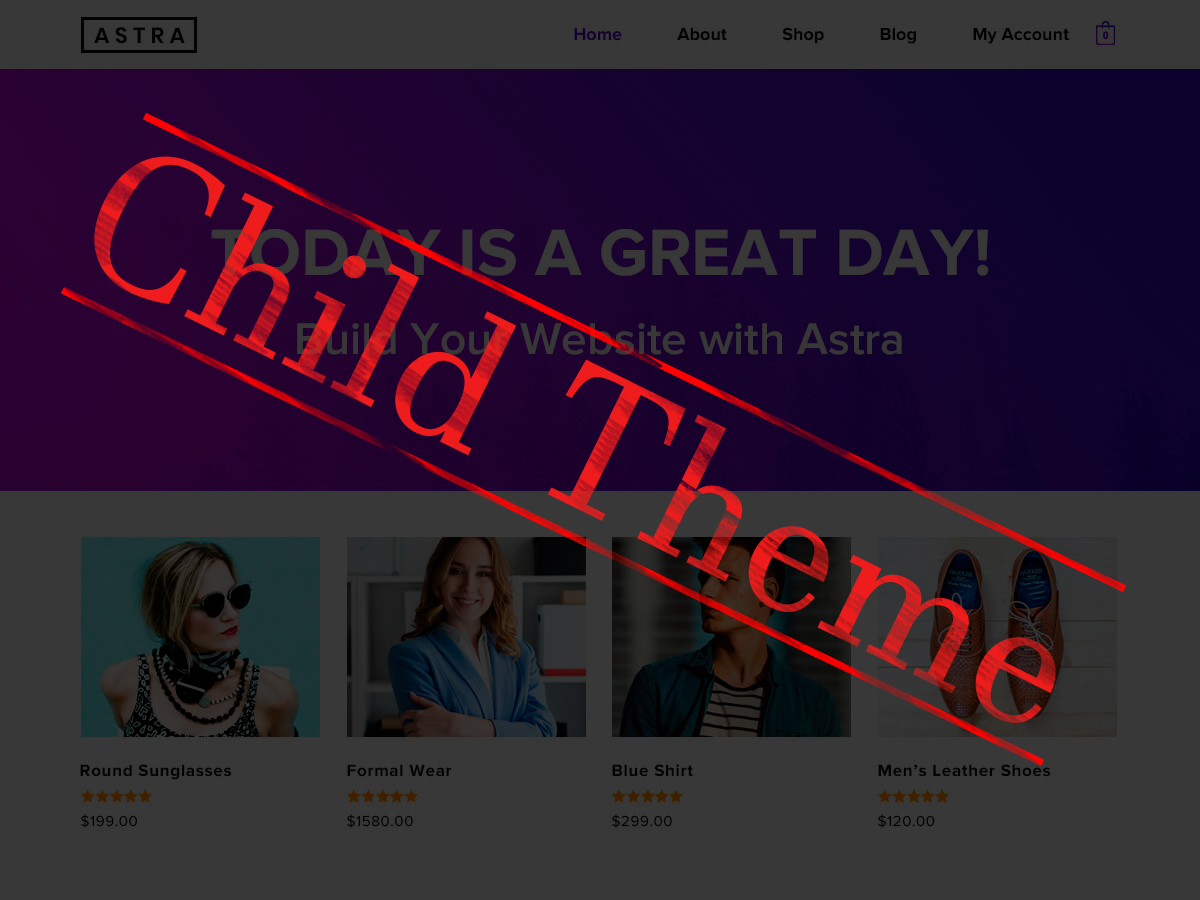 ASTRA
Home About Shop Blog My Account 0
TODAY IS A GREAT DAY!
Build Your Website with Astra
Child Theme
Round Sunglasses Formal Wear Blue Shirt Men’s Leather Shoes
$199.00 $1580.00 $299.00 $120.00